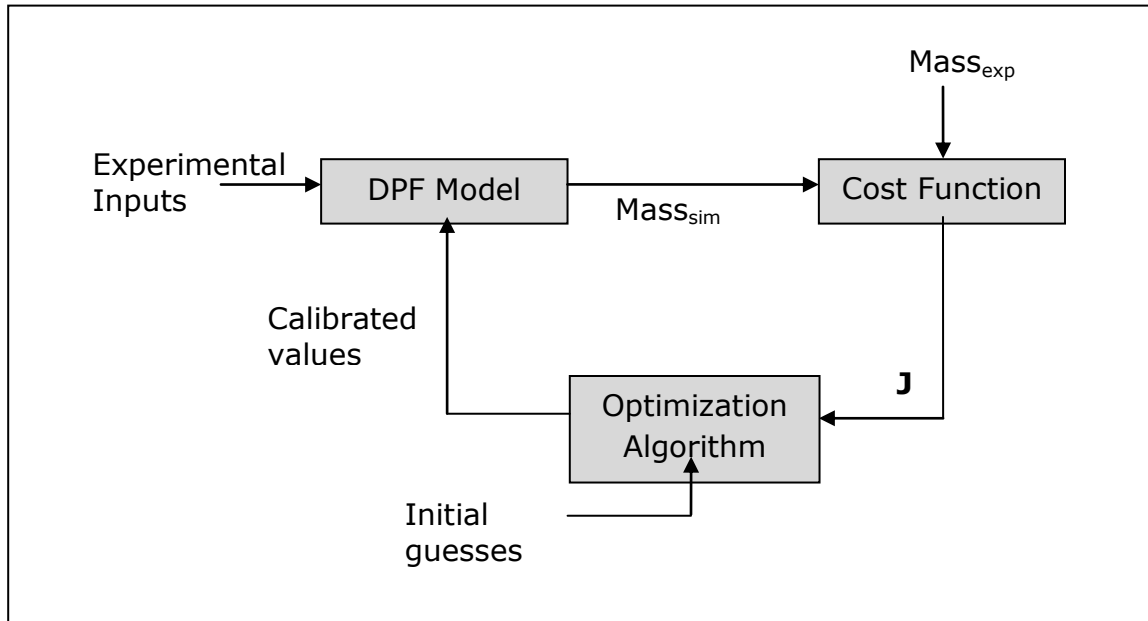 Mass_exp
Experimental
Inputs
DPF Model
Mass_sim
Cost Function
Calibrated
values
J
Optimization
Algorithm
Initial
guesses